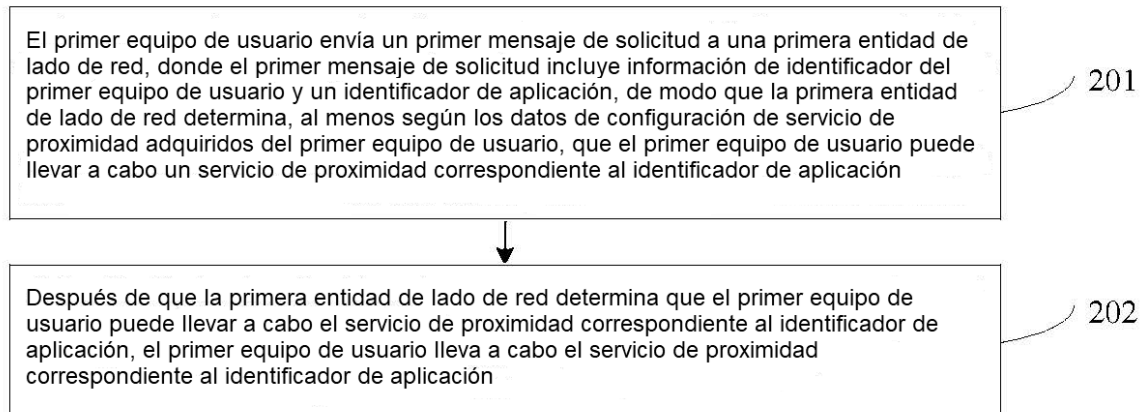 El primer equipo de usuario envía un primer mensaje de solicitud a una primera entidad de
lado de red, donde el primer mensaje de solicitud incluye información de identificador del
primer equipo de usuario y un identificador de aplicación, de modo que la primera entidad
de lado de red determina, al menos según los datos de configuración de servicio de
proximidad adquiridos del primer equipo de usuario, que el primer equipo de usuario puede
llevar a cabo un servicio de proximidad correspondiente al identificador de aplicación
201
Después de que la primera entidad de lado de red determina que el primer equipo de
usuario puede llevar a cabo el servicio de proximidad correspondiente al identificador de
aplicación, el primer equipo de usuario lleva a cabo el servicio de proximidad
correspondiente al identificador de aplicación
202